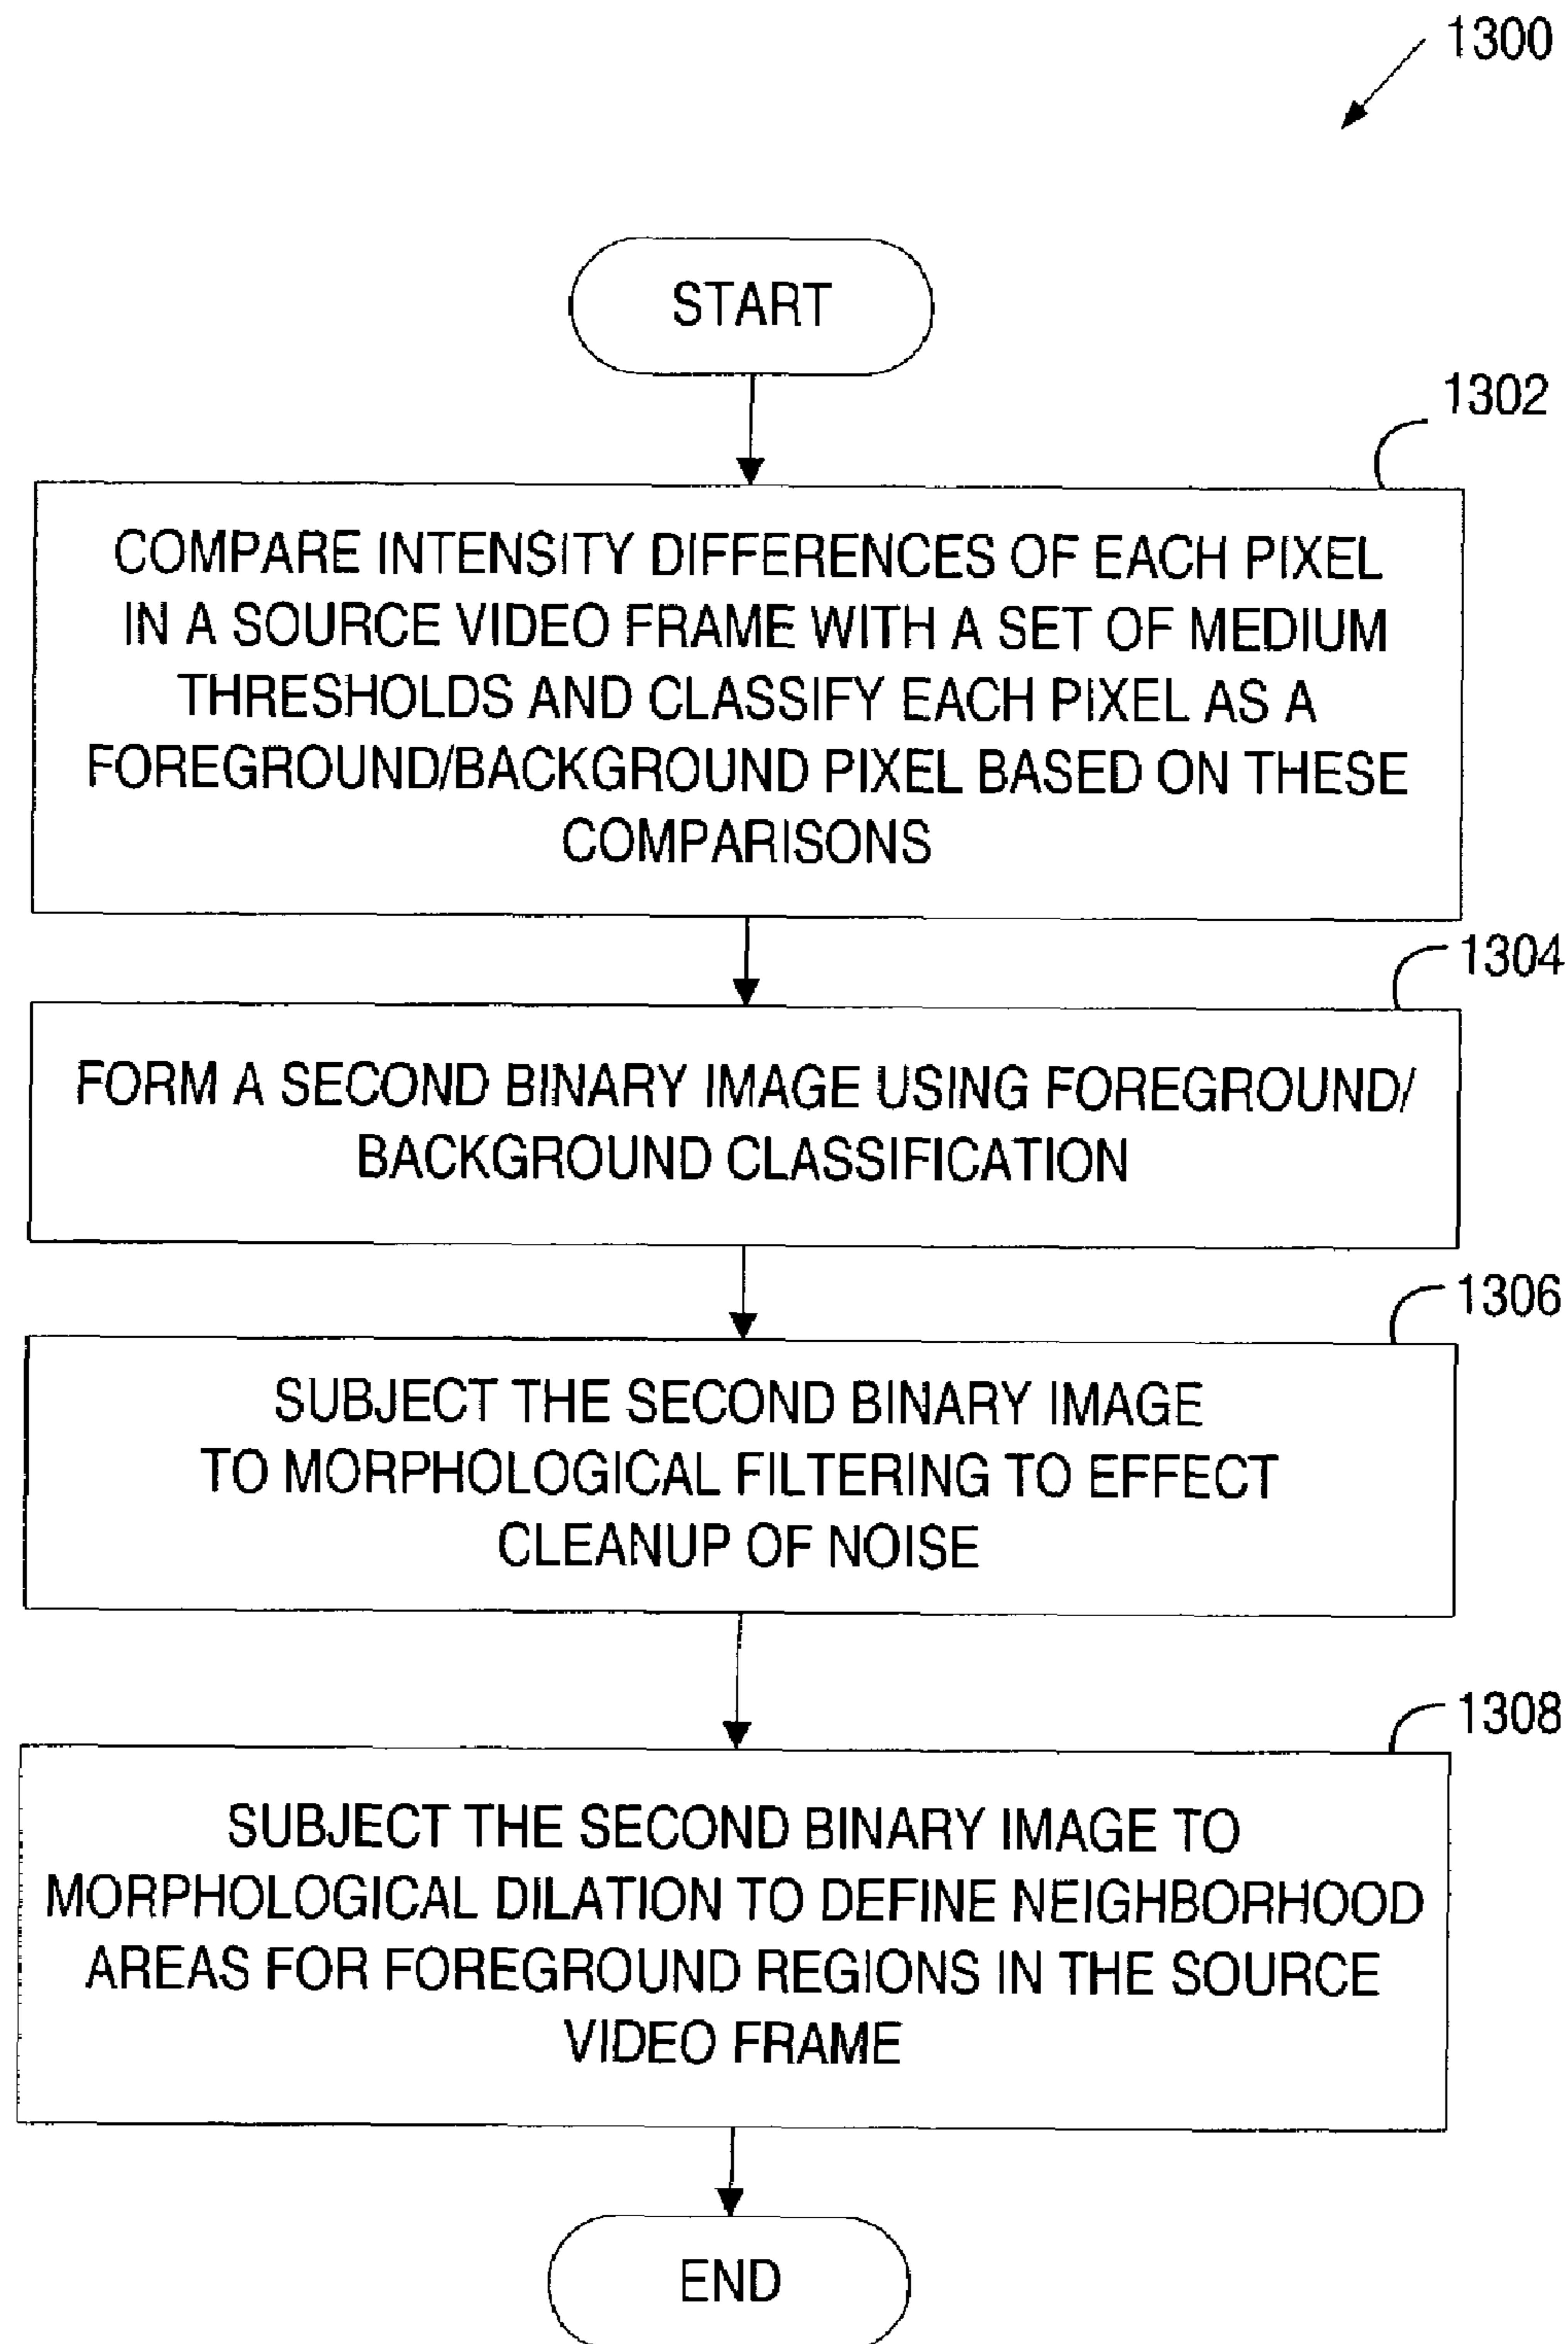 1300
START
1302
COMPARE INTENSITY DIFFERENCES OF EACH PIXEL
IN A SOURCE VIDEO FRAME WITH A SET OF MEDIUM
THRESHOLDS AND CLASSIFY EACH PIXEL AS A
FOREGROUND/BACKGROUND PIXEL BASED ON THESE
COMPARISONS
1304
FORM A SECOND BINARY IMAGE USING FOREGROUND/
BACKGROUND CLASSIFICATION
1306
SUBJECT THE SECOND BINARY IMAGE
TO MORPHOLOGICAL FILTERING TO EFFECT
CLEANUP OF NOISE
1308
SUBJECT THE SECOND BINARY IMAGE TO
MORPHOLOGICAL DILATION TO DEFINE NEIGHBORHOOD
AREAS FOR FOREGROUND REGIONS IN THE SOURCE
VIDEO FRAME
END